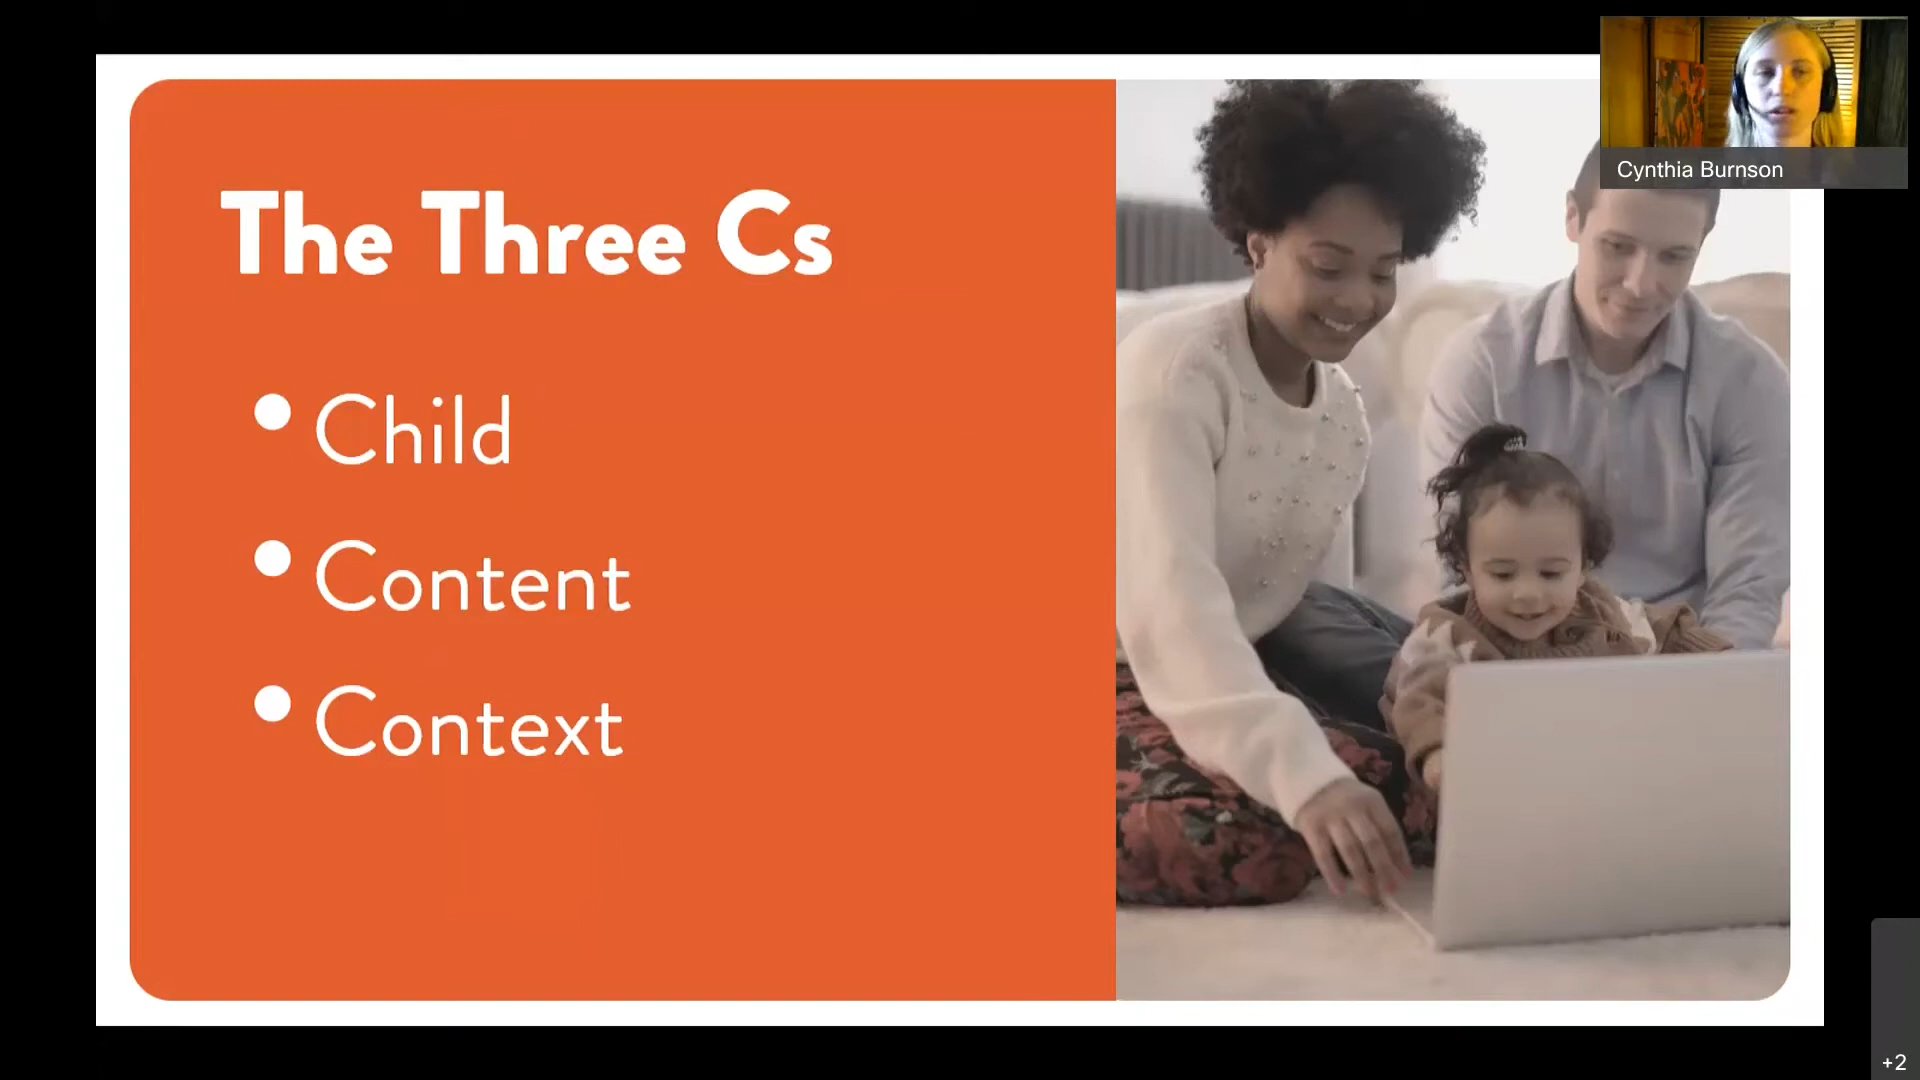 The Three Cs
• Child
• Content
• Context
Cynthia Burnson
+2